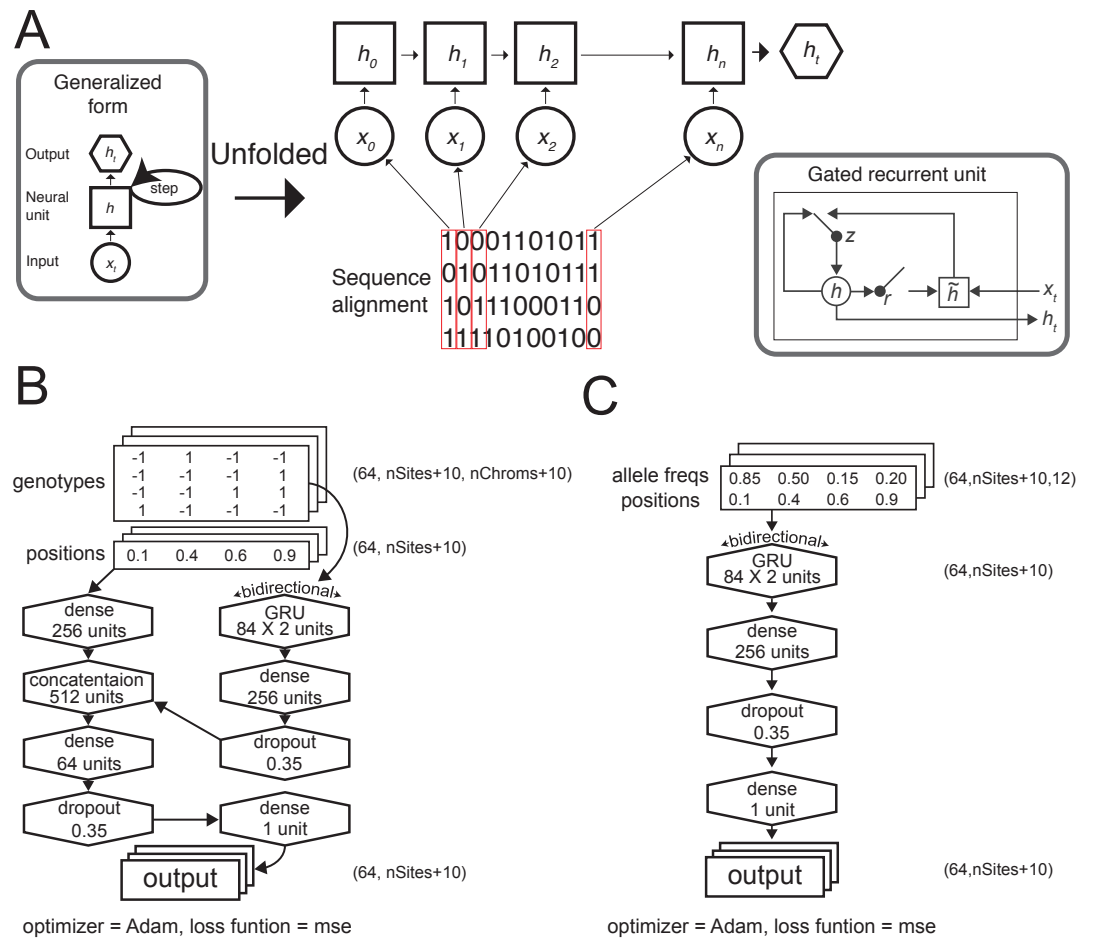 A
Generalized
form
Output
h_t
step
Neural
unit
h
Input
x_t
Unfolded
h_0
h_1
h_2
h_n
h_t
x_0
x_1
x_2
x_n
Sequence
alignment
10001101011
01011010111
10111000110
11110100100
Gated recurrent unit
z
h
r
h̃
x_t
h_t
B
genotypes
-1 1 -1 -1
-1 -1 -1 1
-1 -1 1 1
1 -1 -1 -1
(64, nSites+10, nChroms+10)
positions
0.1 0.4 0.6 0.9
(64, nSites+10)
dense
256 units
bidirectional
GRU
84 X 2 units
concatentaion
512 units
dense
256 units
dense
64 units
dropout
0.35
dropout
0.35
dense
1 unit
output
(64, nSites+10)
optimizer = Adam, loss funtion = mse
C
allele freqs
positions
0.85 0.50 0.15 0.20
0.1 0.4 0.6 0.9
(64,nSites+10,12)
bidirectional
GRU
84 X 2 units
(64,nSites+10)
dense
256 units
dropout
0.35
dense
1 unit
output
(64,nSites+10)
optimizer = Adam, loss funtion = mse